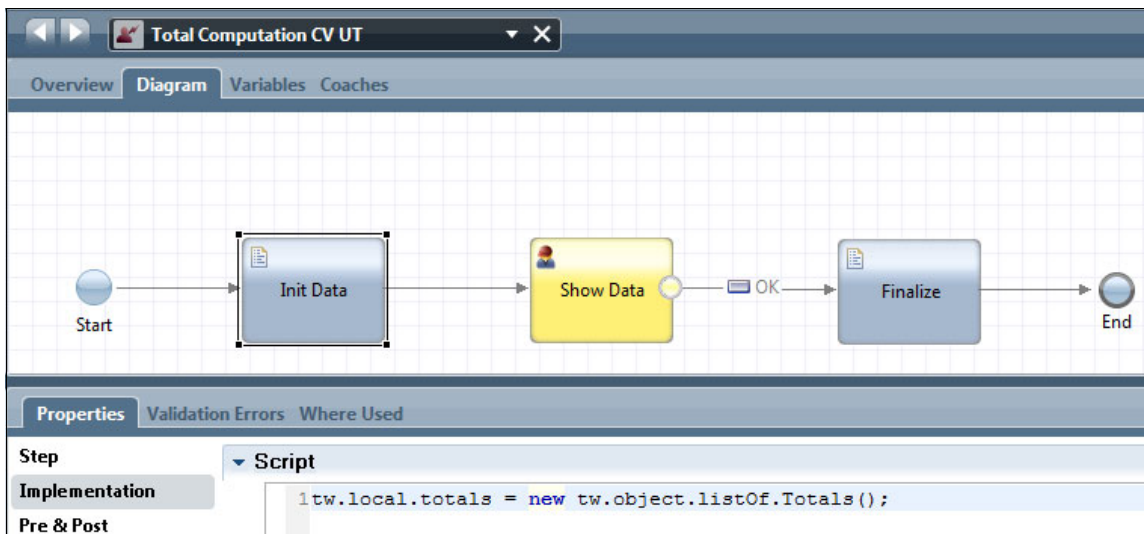 Total Computation CV UT
Overview Diagram Variables Coaches
Init Data
Show Data
OK
Finalize
Start
End
Properties Validation Errors Where Used
Step
Script
Implementation
1 tw.local.totals = new tw.object.listOf.Totals();
Pre & Post